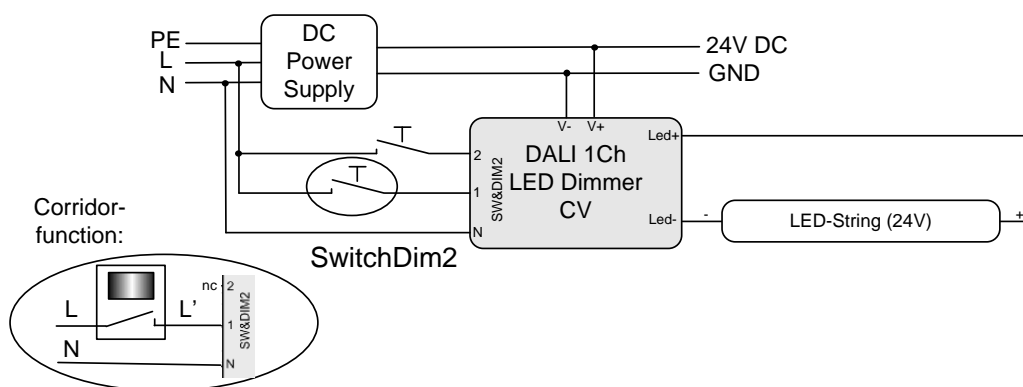 PE
L
N
DC
Power
Supply
24V DC
GND
V-
V+
2
1
N
SW&DIM2
DALI 1Ch
LED Dimmer
CV
Led+
Led-
-
LED-String (24V)
+
SwitchDim2
Corridor-
function:
nc
2
L
L’
1
SW&DIM2
N
N